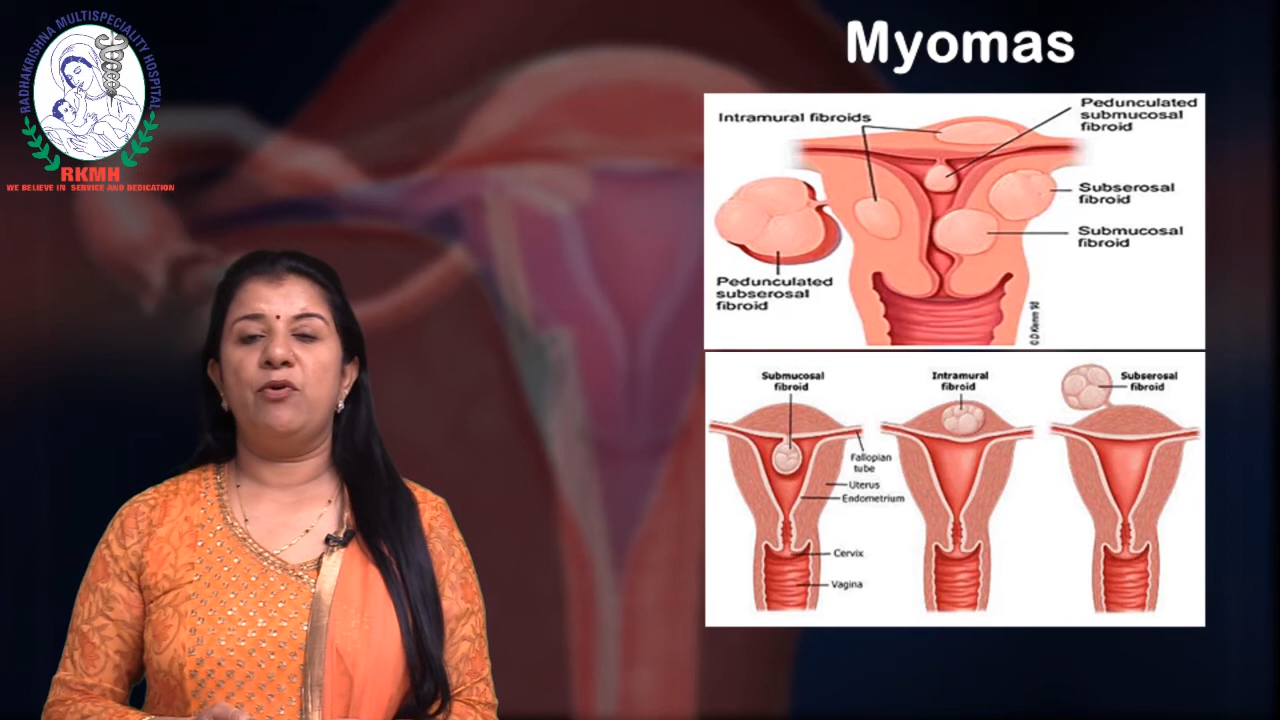 RADHAKRISHNA MULTISPECIALITY HOSPITAL
RKMH
WE BELIEVE IN SERVICE AND DEDICATION
Myomas
Intramural fibroids
Pedunculated
submucosal
fibroid
Subserosal
fibroid
Submucosal
fibroid
Pedunculated
subserosal
fibroid
Submucosal
fibroid
Intramural
fibroid
Subserosal
fibroid
Fallopian
tube
Uterus
Endometrium
Cervix
Vagina